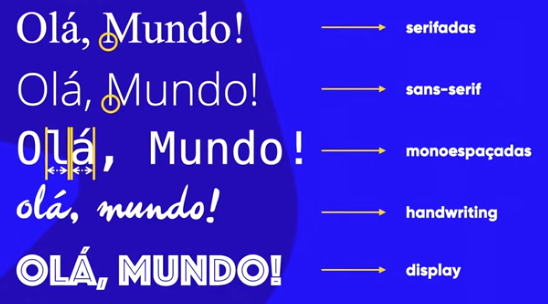 Olá, Mundo! serifadas
Olá, Mundo! sans-serif
Olá, Mundo! monoespaçadas
olá, mundo! handwriting
OLÁ, MUNDO! display